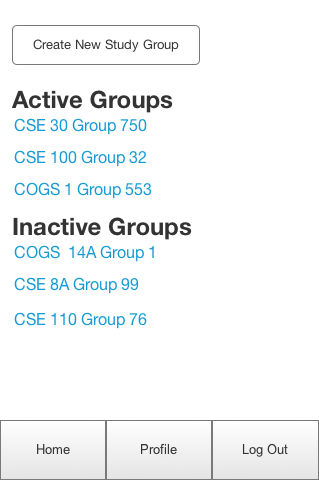 Create New Study Group
Active Groups
CSE 30 Group 750
CSE 100 Group 32
COGS 1 Group 553
Inactive Groups
COGS  14A Group 1
CSE 8A Group 99
CSE 110 Group 76
Home
Profile
Log Out